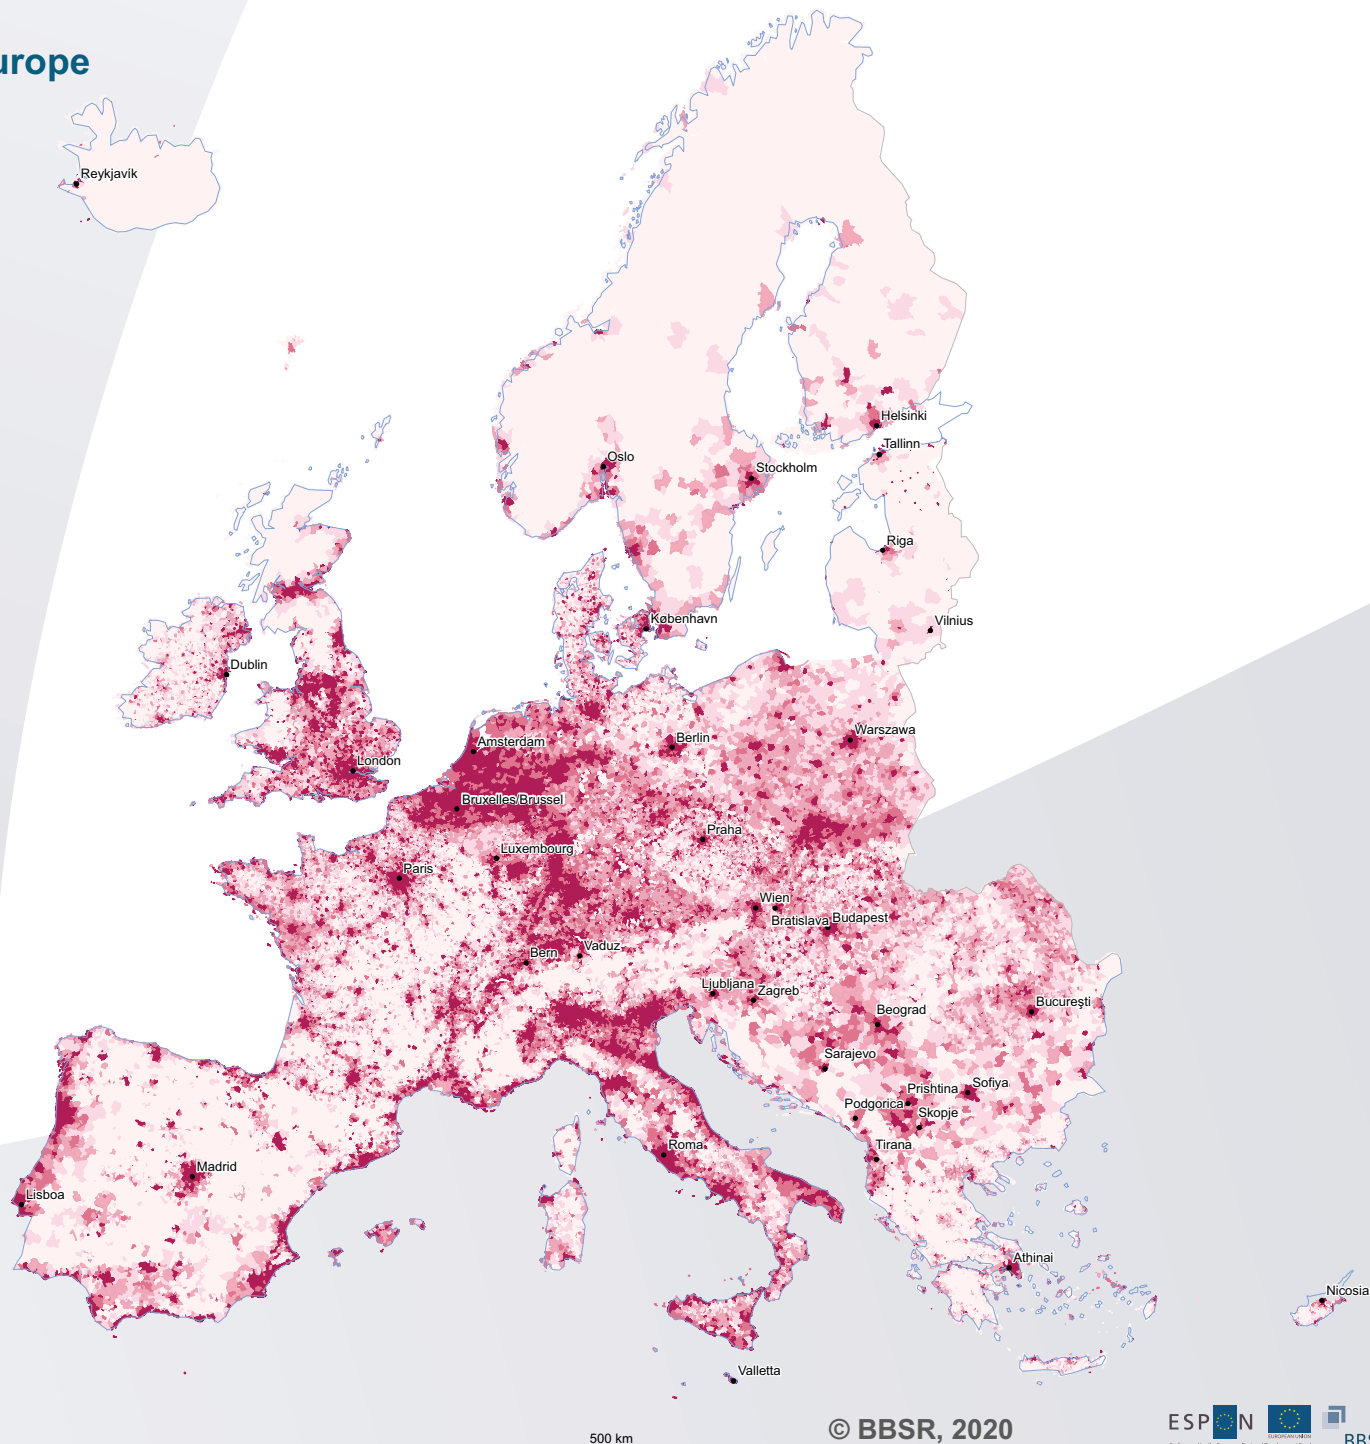 urope
Reykjavík
Helsinki
Tallinn
Oslo
Stockholm
Riga
Vilnius
København
Dublin
Warszawa
Berlin
Amsterdam
London
Bruxelles/Brussel
Praha
Luxembourg
Paris
Wien
Bratislava
Budapest
Vaduz
Bern
Ljubljana
Zagreb
București
Beograd
Sarajevo
Prishtina
Sofiya
Podgorica
Skopje
Roma
Tirana
Madrid
Lisboa
Athinai
Nicosia
Valletta
© BBSR, 2020
ESPON
EUROPEAN UNION
500 km